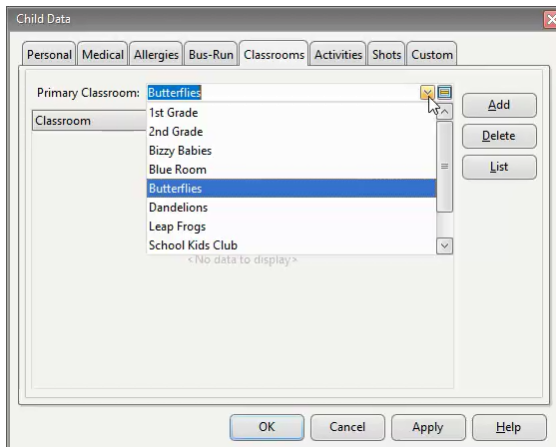 Child Data
Personal Medical Allergies Bus-Run Classrooms Activities Shots Custom
Primary Classroom: Butterflies
Classroom
1st Grade
2nd Grade
Bizzy Babies
Blue Room
Butterflies
Dandelions
Leap Frogs
School Kids Club
<No data to display>
Add
Delete
List
OK Cancel Apply Help